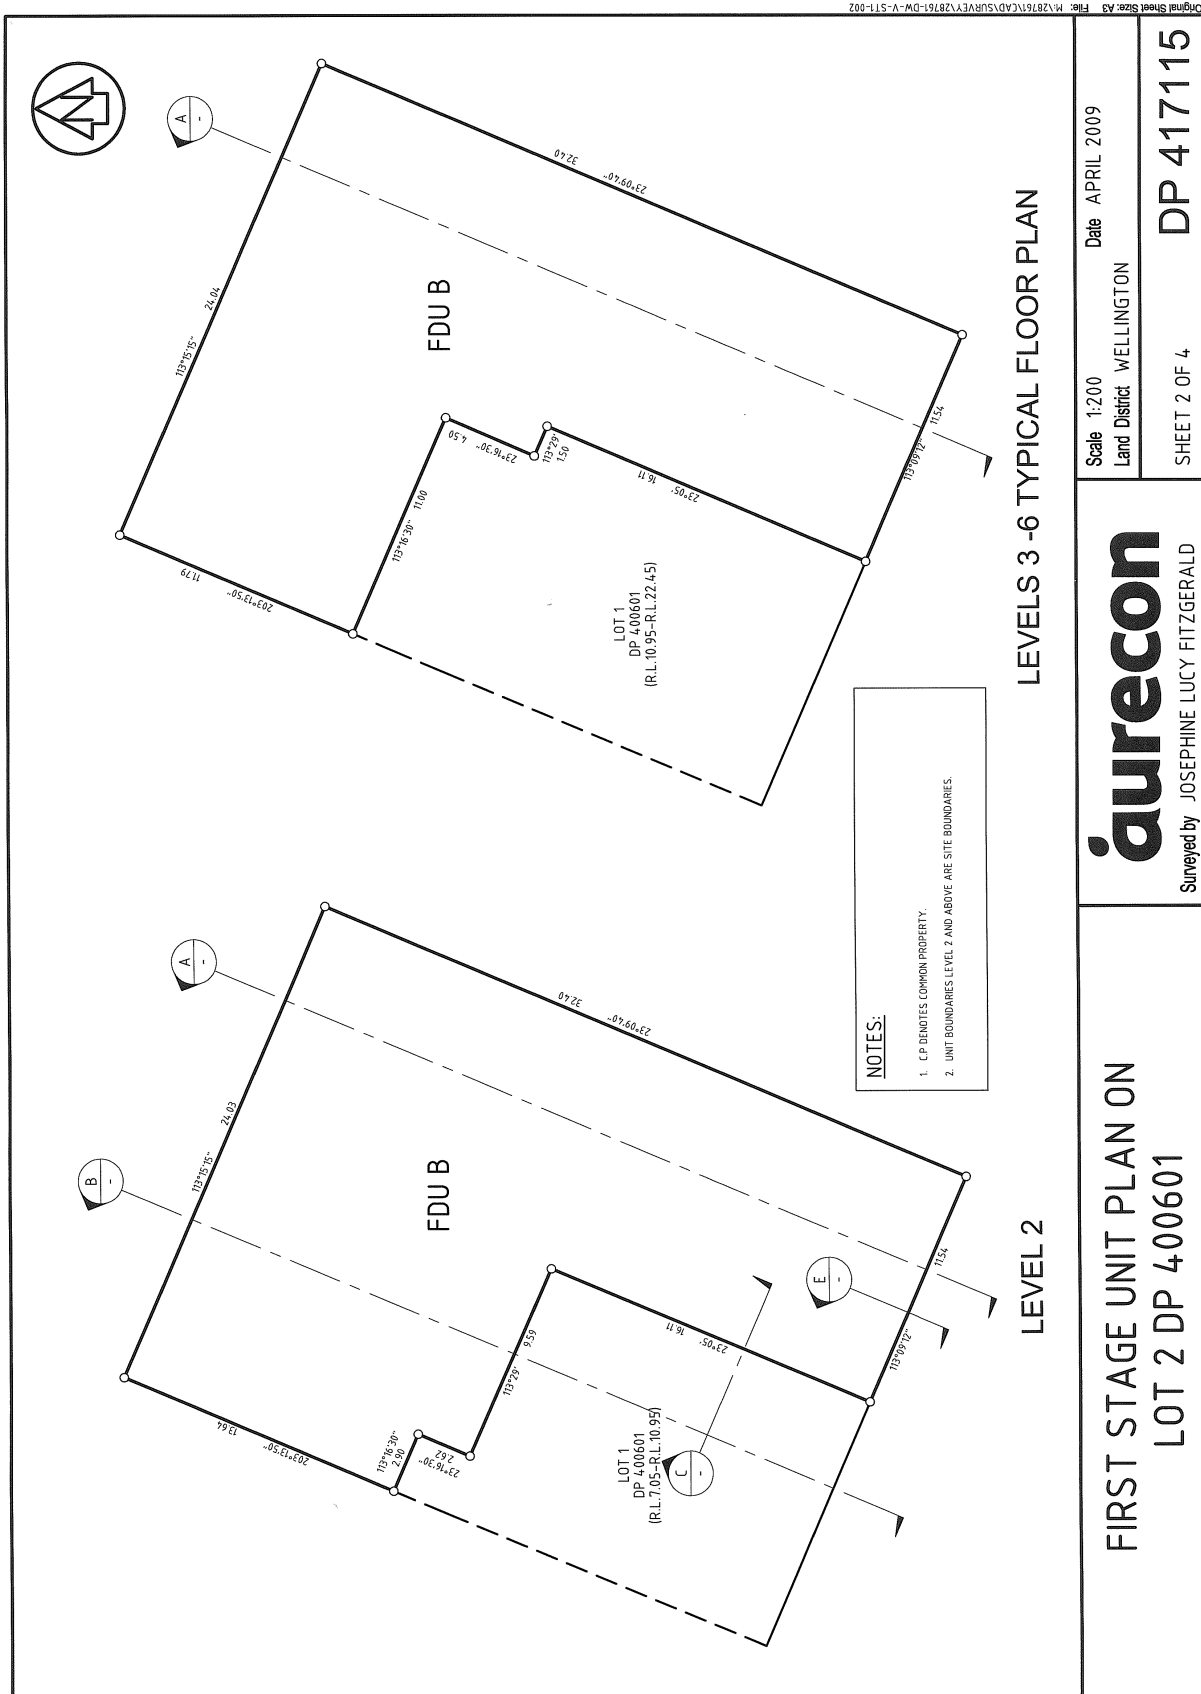 Original Sheet Size: A3 File: M:\28761\CAD\SURVEY\28761-DW-V-ST1-002
N
B
-
A
-
113°15'15"
24.03
203°13'50"
13.64
32.40
23°09'40"
FDU B
113°16'30"
2.90
2.62
23°16'30"
113°29'
9.59
16.11
23°05'
LOT 1
DP 400601
(R.L.7.05-R.L.10.95)
C
-
E
-
113°09'12"
11.54
LEVEL 2
A
-
113°15'15"
24.04
203°13'50"
11.79
32.40
23°09'40"
FDU B
113°16'30"
11.00
23°16'30"
4.50
113°29'
1.50
16.11
23°05'
LOT 1
DP 400601
(R.L.10.95-R.L.22.45)
113°09'12"
11.54
LEVELS 3 -6 TYPICAL FLOOR PLAN
NOTES:
1. C.P DENOTES COMMON PROPERTY.
2. UNIT BOUNDARIES LEVEL 2 AND ABOVE ARE SITE BOUNDARIES.
FIRST STAGE UNIT PLAN ON
LOT 2 DP 400601
aurecon
Surveyed by JOSEPHINE LUCY FITZGERALD
Scale 1:200 Date APRIL 2009
Land District WELLINGTON
SHEET 2 OF 4 DP 417115